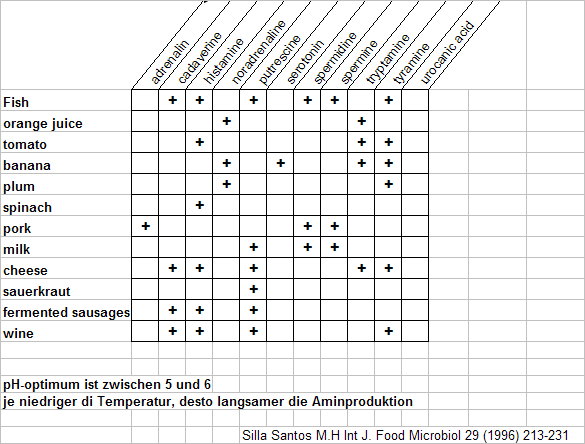 adrenalin cadaverine histamine noradrenaline putrescine serotonin spermidine spermine tryptamine tyramine urocanic acid
Fish + + + + + +
orange juice + +
tomato + + +
banana + + + +
plum + +
spinach +
pork + + +
milk + + +
cheese + + + + +
sauerkraut +
fermented sausages + + +
wine + + + +
pH-optimum ist zwischen 5 und 6
je niedriger di Temperatur, desto langsamer die Aminproduktion
Silla Santos M.H Int J. Food Microbiol 29 (1996) 213-231